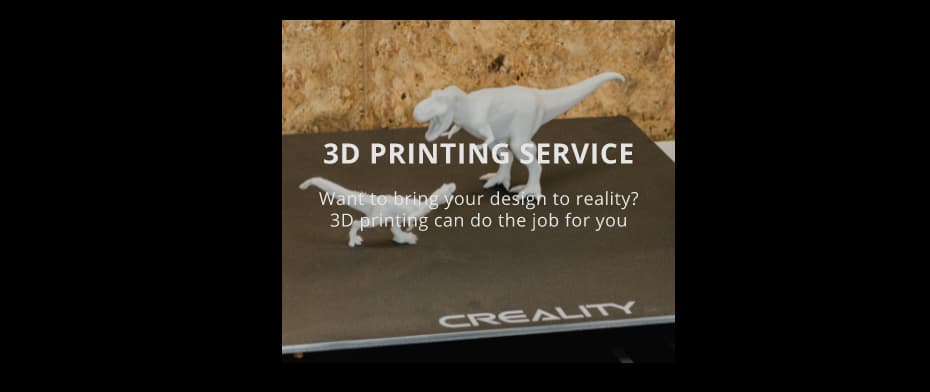 3D PRINTING SERVICE
Want to bring your design to reality?
3D printing can do the job for you
CREALITY